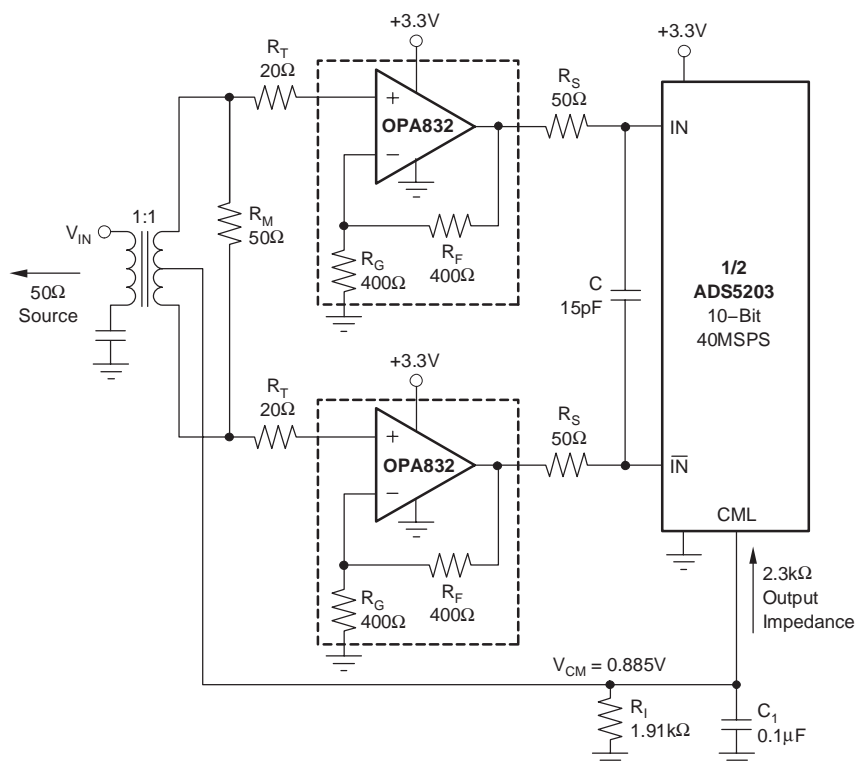 +3.3V
R_T
20Ω
+
OPA832
−
R_F
400Ω
R_G
400Ω
R_S
50Ω
+3.3V
IN
1/2
ADS5203
10−Bit
40MSPS
I̅N̅
CML
V_IN
1:1
50Ω
Source
R_M
50Ω
C
15pF
+3.3V
R_T
20Ω
+
OPA832
−
R_F
400Ω
R_G
400Ω
R_S
50Ω
2.3kΩ
Output
Impedance
V_CM = 0.885V
R_I
1.91kΩ
C_1
0.1μF